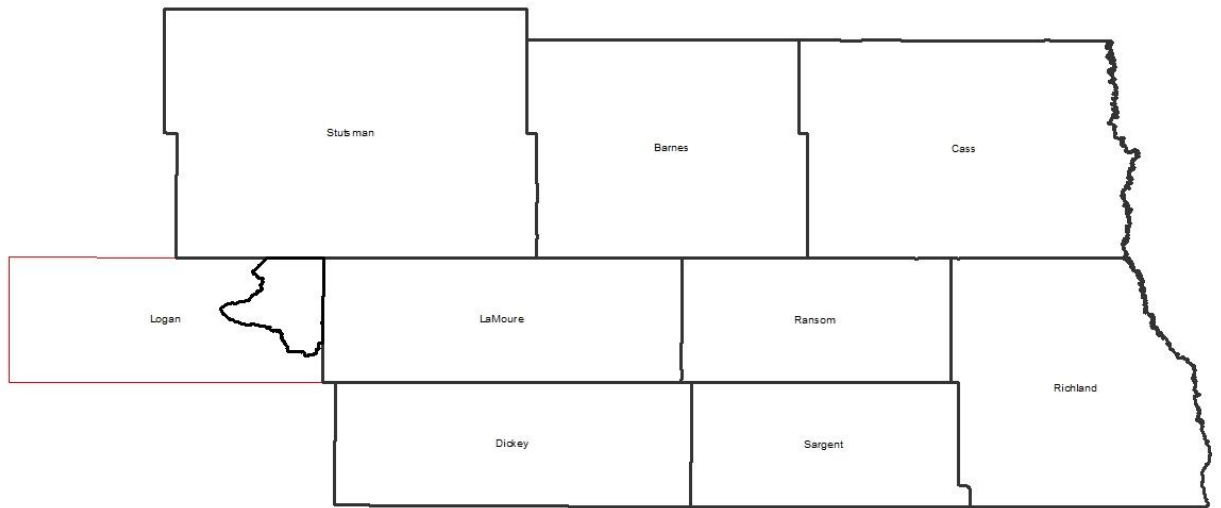 Stutsman
Barnes
Cass
Logan
LaMoure
Ransom
Richland
Dickey
Sargent